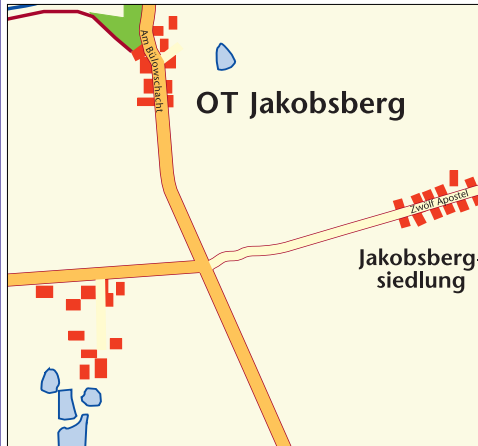 Am Bülowschacht
OT Jakobsberg
Zwölf Apostel
Jakobsberg-
siedlung